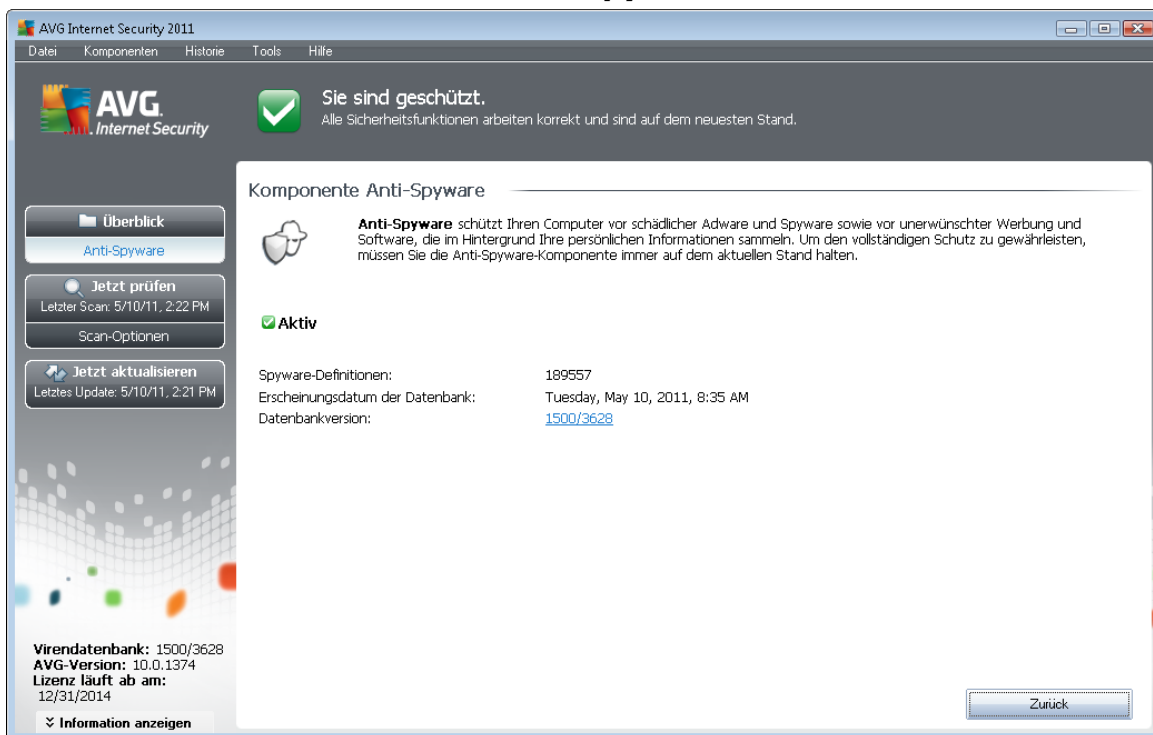 AVG Internet Security 2011
Datei Komponenten Historie Tools Hilfe
AVG.
Internet Security
Sie sind geschützt.
Alle Sicherheitsfunktionen arbeiten korrekt und sind auf dem neuesten Stand.
Überblick
Anti-Spyware
Jetzt prüfen
Letzter Scan: 5/10/11, 2:22 PM
Scan-Optionen
Jetzt aktualisieren
Letztes Update: 5/10/11, 2:21 PM
Virendatenbank: 1500/3628
AVG-Version: 10.0.1374
Lizenz läuft ab am:
12/31/2014
Information anzeigen
Komponente Anti-Spyware
Anti-Spyware schützt Ihren Computer vor schädlicher Adware und Spyware sowie vor unerwünschter Werbung und
Software, die im Hintergrund Ihre persönlichen Informationen sammeln. Um den vollständigen Schutz zu gewährleisten,
müssen Sie die Anti-Spyware-Komponente immer auf dem aktuellen Stand halten.
Aktiv
Spyware-Definitionen: 189557
Erscheinungsdatum der Datenbank: Tuesday, May 10, 2011, 8:35 AM
Datenbankversion: 1500/3628
Zurück